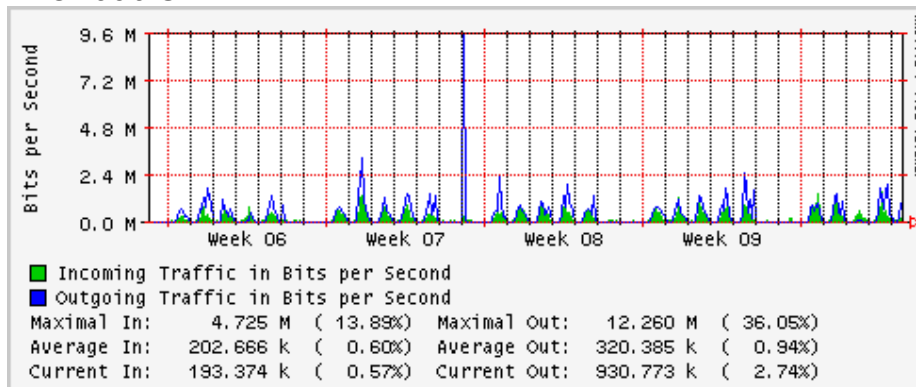 Bits per Second
9.6 M
7.2 M
4.8 M
2.4 M
0.0 M
Week 06 Week 07 Week 08 Week 09
Incoming Traffic in Bits per Second
Outgoing Traffic in Bits per Second
Maximal In: 4.725 M ( 13.89%) Maximal Out: 12.260 M ( 36.05%)
Average In: 202.666 k ( 0.60%) Average Out: 320.385 k ( 0.94%)
Current In: 193.374 k ( 0.57%) Current Out: 930.773 k ( 2.74%)